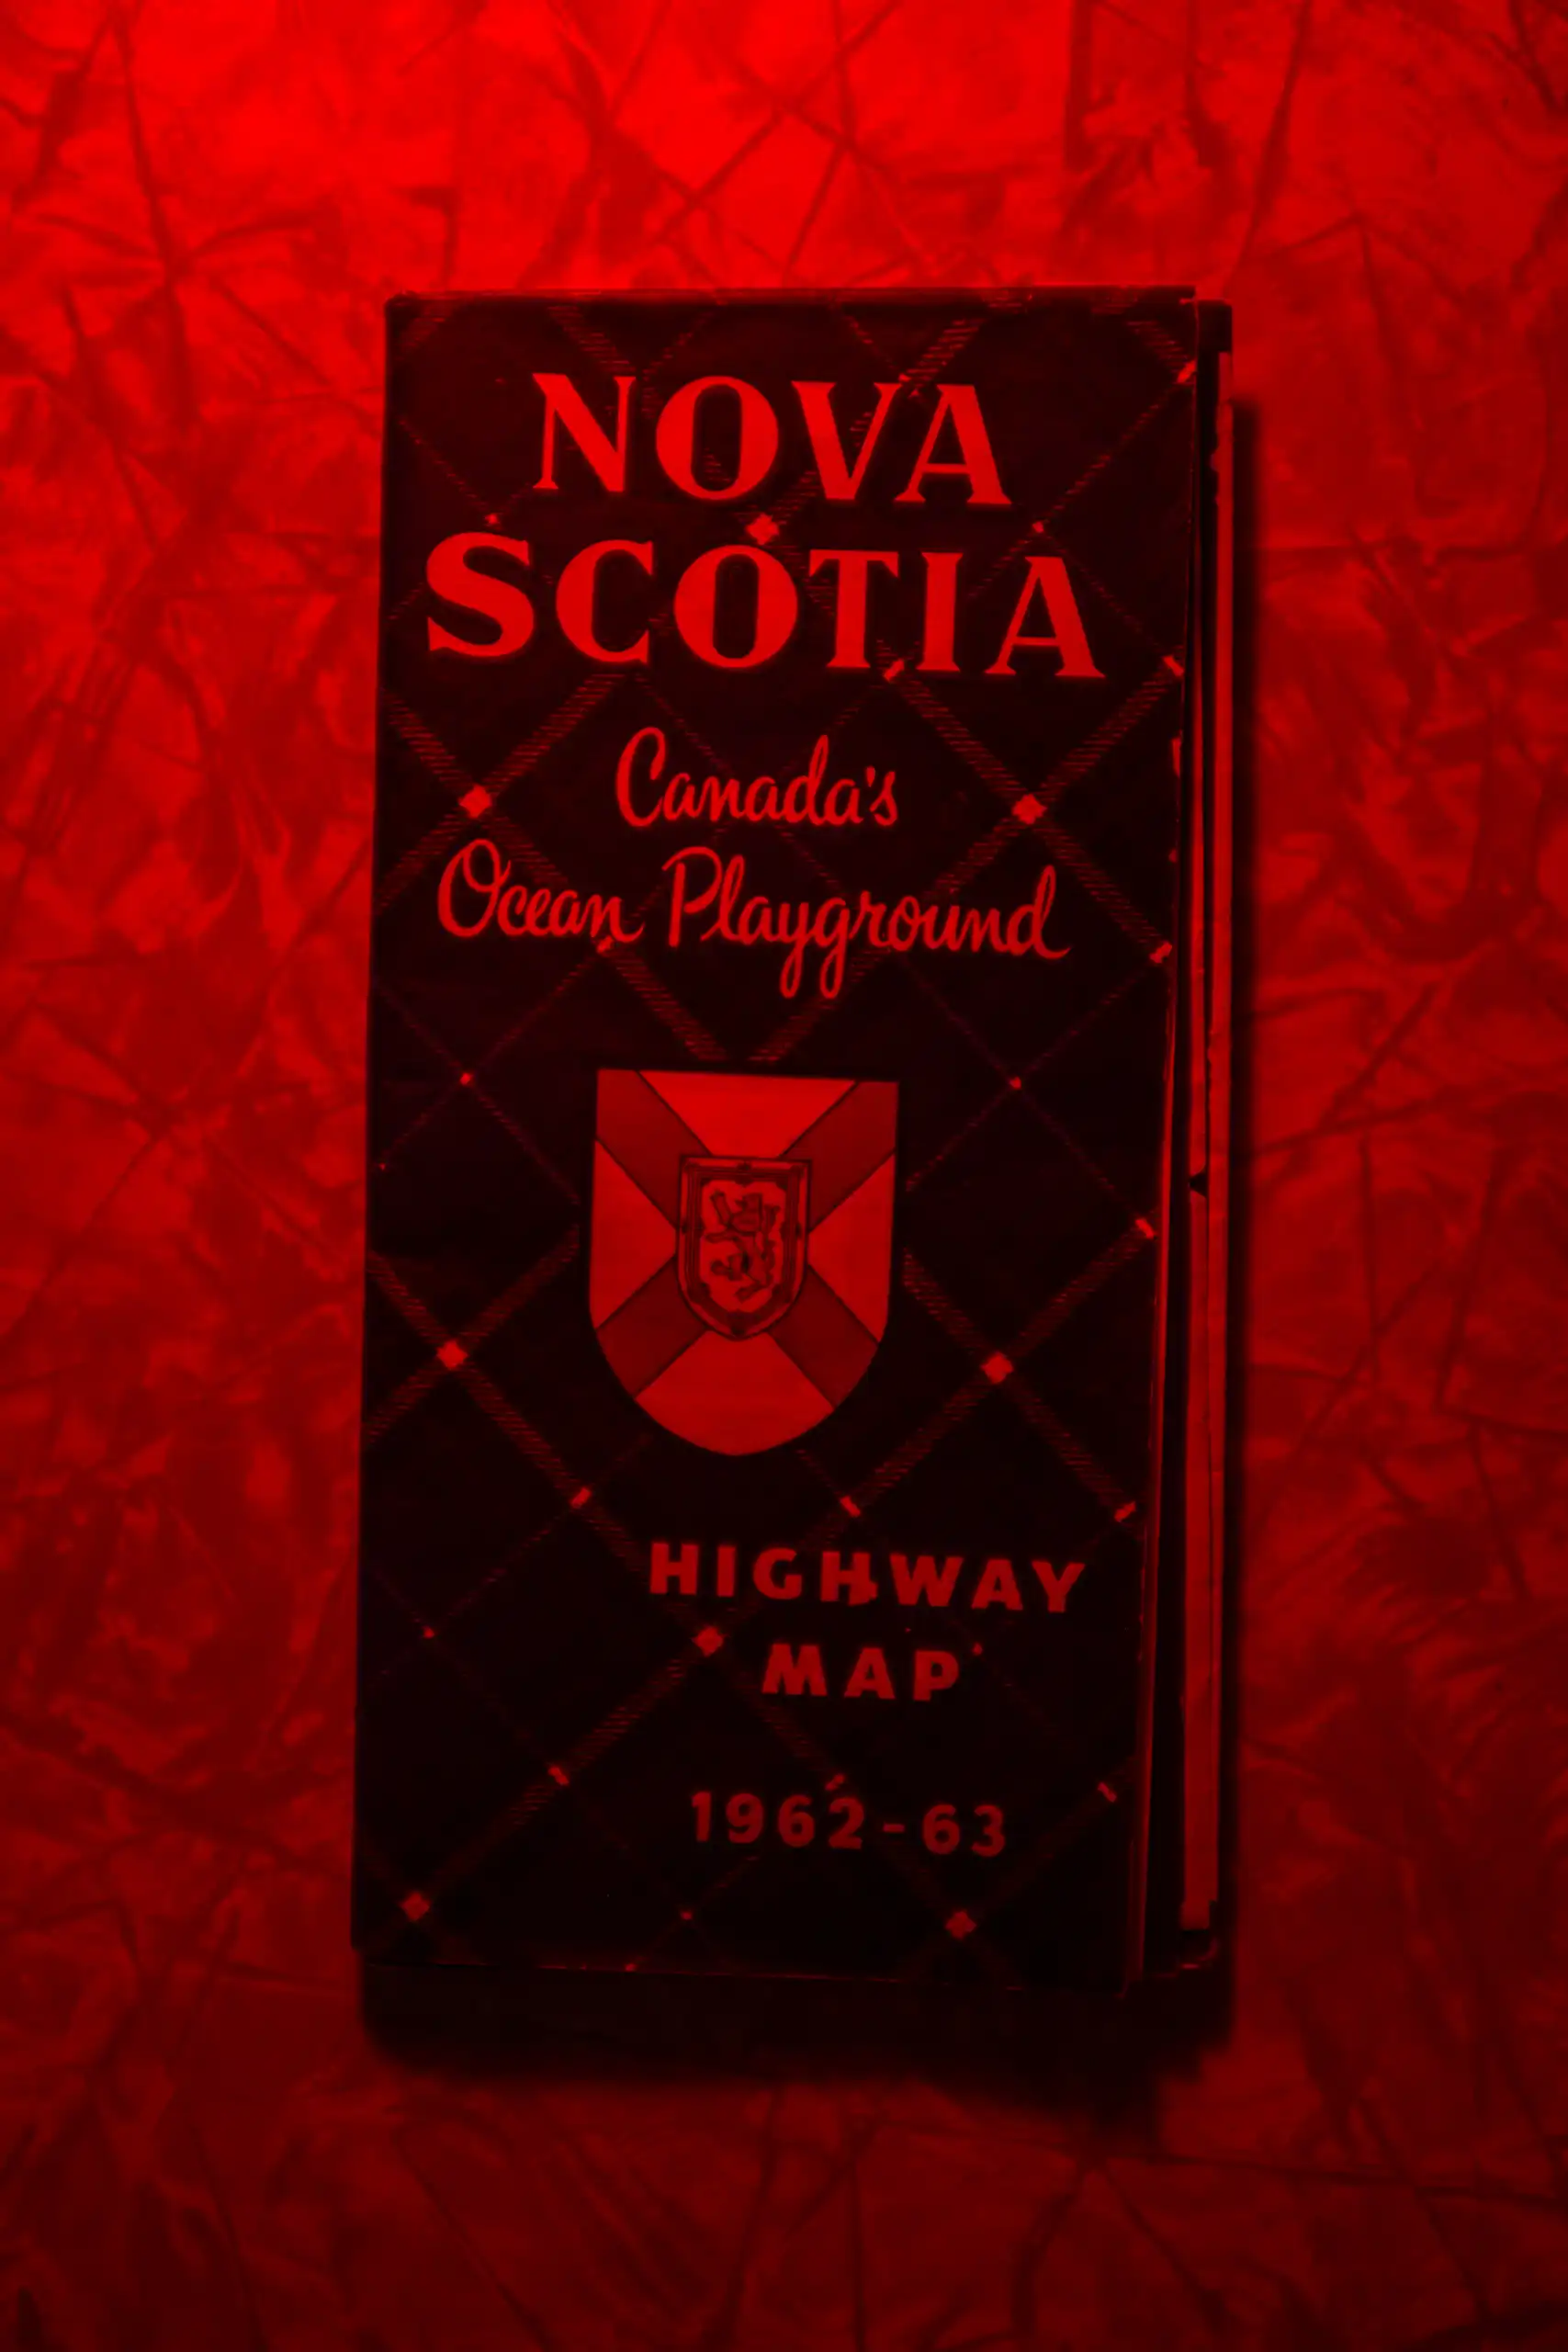 NOVA
SCOTIA
Canada's
Ocean Playground
HIGHWAY
MAP
1962-63